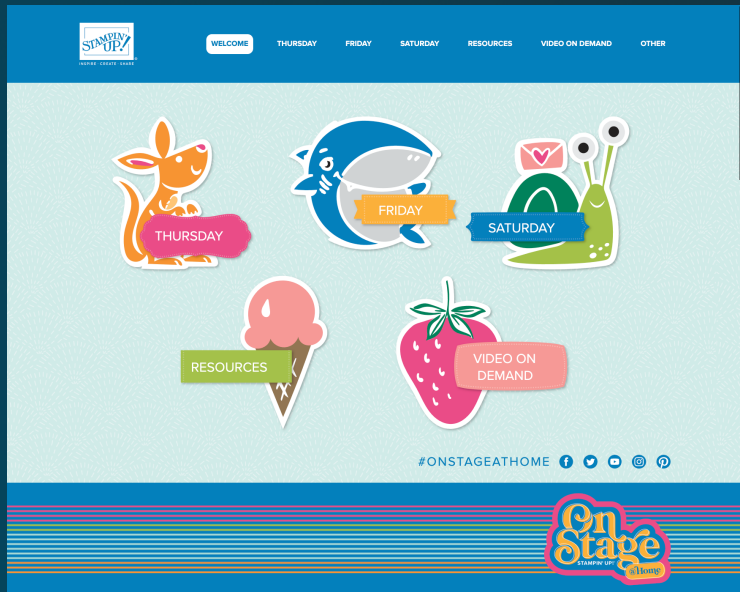 STAMPIN' UP!
INSPIRE · CREATE · SHARE
WELCOME
THURSDAY
FRIDAY
SATURDAY
RESOURCES
VIDEO ON DEMAND
OTHER
THURSDAY
FRIDAY
SATURDAY
RESOURCES
VIDEO ON
DEMAND
#ONSTAGEATHOME
On
Stage
STAMPIN' UP!
@Home